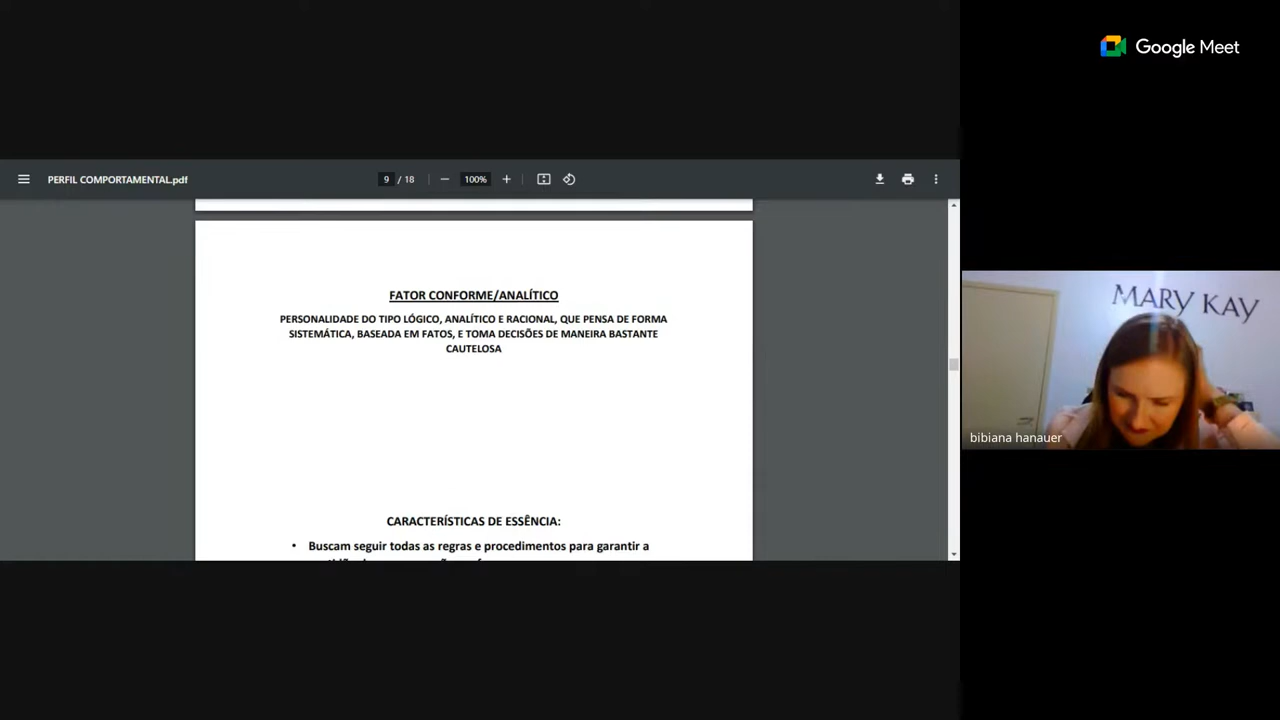 Google Meet
PERFIL COMPORTAMENTAL.pdf
9 / 18
100%
FATOR CONFORME/ANALÍTICO
PERSONALIDADE DO TIPO LÓGICO, ANALÍTICO E RACIONAL, QUE PENSA DE FORMA
SISTEMÁTICA, BASEADA EM FATOS, E TOMA DECISÕES DE MANEIRA BASTANTE
CAUTELOSA
CARACTERÍSTICAS DE ESSÊNCIA:
• Buscam seguir todas as regras e procedimentos para garantir a
MARY KAY
bibiana hanauer